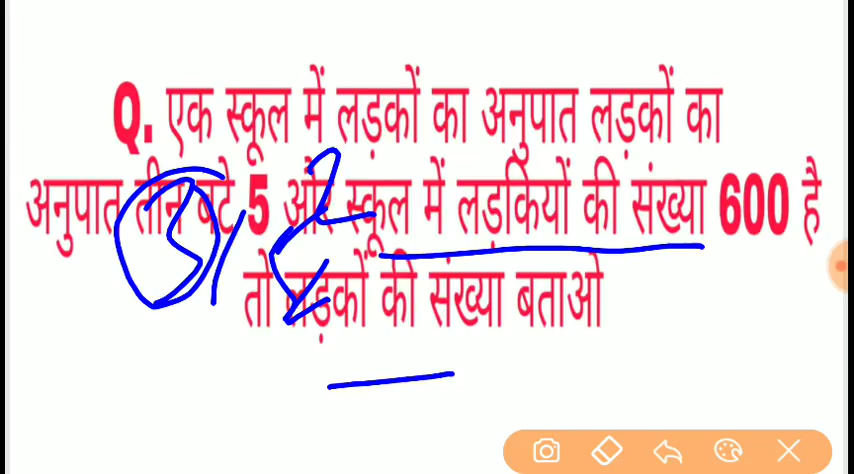 Q. एक स्कूल में लड़कों का अनुपात लड़कों का
अनुपात तीन बटे 5 और स्कूल में लड़कियों की संख्या 600 है
तो लड़कों की संख्या बताओ